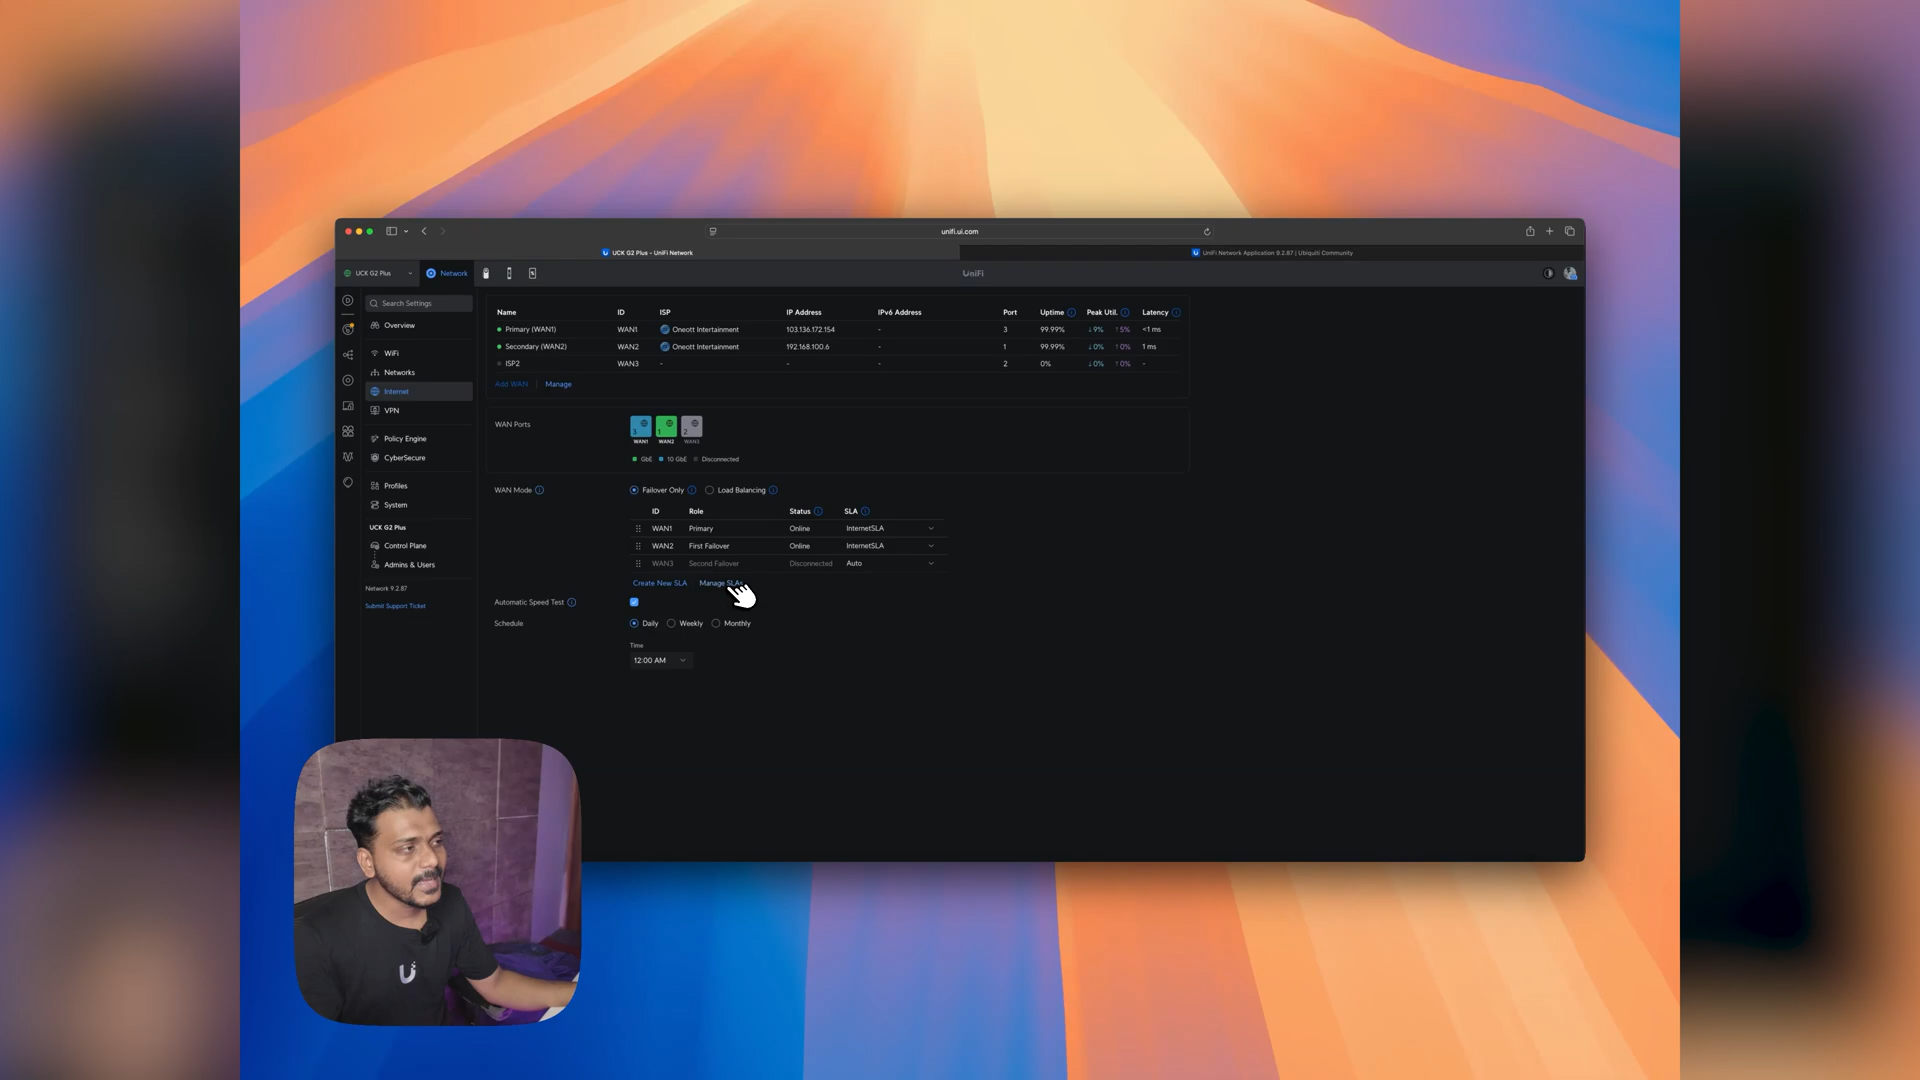 unifi.ui.com
UCK G2 Plus - UniFi Network
UniFi Network Application 9.2.87 | Ubiquiti Community
UCK G2 Plus
Network
UniFi
Search Settings
Overview
WiFi
Networks
Internet
VPN
Policy Engine
CyberSecure
Profiles
System
UCK G2 Plus
Control Plane
Admins & Users
Network 9.2.87
Submit Support Ticket
Name ID ISP IP Address IPv6 Address Port Uptime Peak Util. Latency
Primary (WAN1) WAN1 Oneott Intertainment 103.136.172.154 - 3 99.99% ↓9% ↑5% <1 ms
Secondary (WAN2) WAN2 Oneott Intertainment 192.168.100.6 - 1 99.99% ↓0% ↑0% 1 ms
ISP2 WAN3 - - - 2 0% ↓0% ↑0% -
Add WAN | Manage
WAN Ports
3 1 2
WAN1 WAN2 WAN3
GbE 10 GbE Disconnected
WAN Mode Failover Only Load Balancing
ID Role Status SLA
WAN1 Primary Online InternetSLA
WAN2 First Failover Online InternetSLA
WAN3 Second Failover Disconnected Auto
Create New SLA Manage SLAs
Automatic Speed Test
Schedule Daily Weekly Monthly
Time
12:00 AM